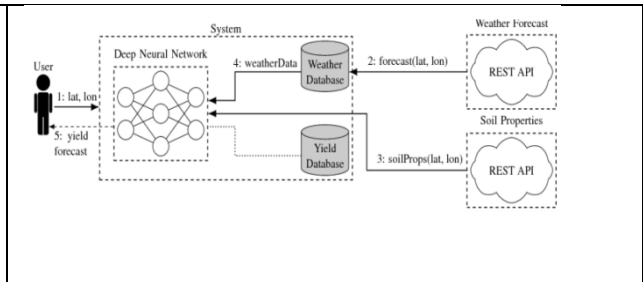 System
Weather Forecast
Deep Neural Network
User
4: weatherData
Weather
Database
2: forecast(lat, lon)
REST API
1: lat, lon
Soil Properties
5: yield
forecast
Yield
Database
3: soilProps(lat, lon)
REST API